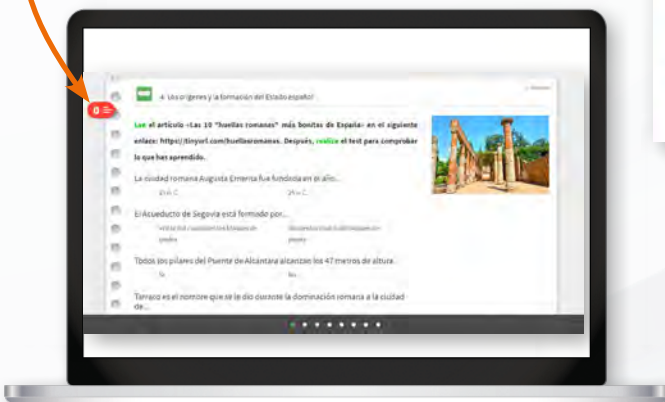 4. Los orígenes y la formación del Estado español
Lee el artículo «Las 10 "huellas romanas" más bonitas de España» en el siguiente
enlace: https://tinyurl.com/huellasromanas. Después, realiza el test para comprobar
lo que has aprendido.
La ciudad romana Augusta Emerita fue fundada en el año...
El Acueducto de Segovia está formado por...
piedra. piedra.
Todos los pilares del Puente de Alcántara alcanzan los 47 metros de altura.
Sí. No.
Tarraco es el nombre que se le dio durante la dominación romana a la ciudad
de...